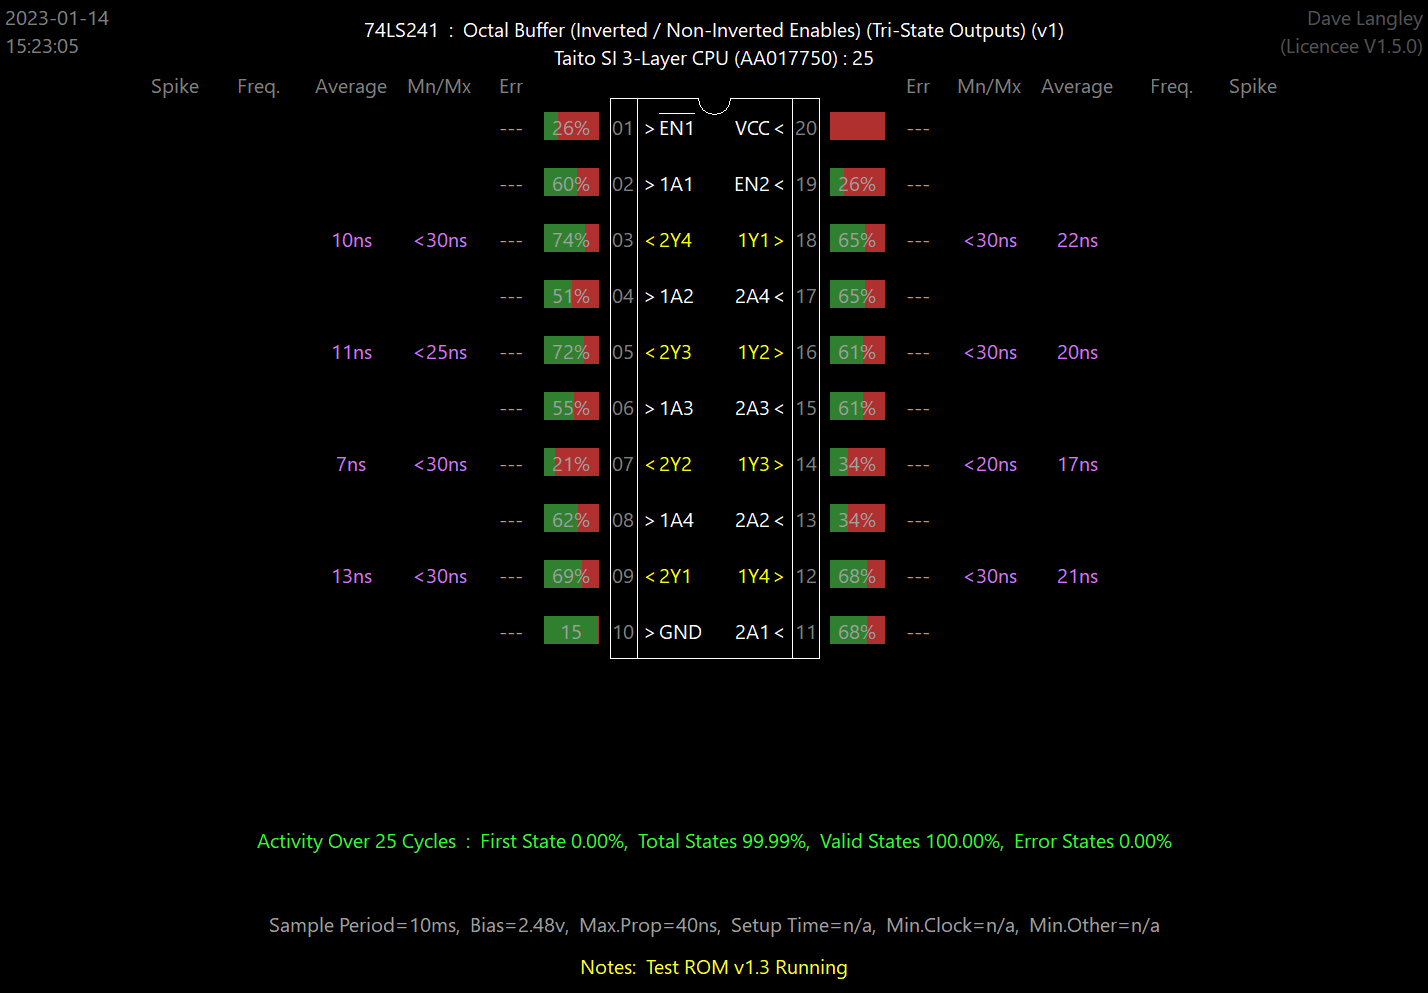 2023-01-14
15:23:05
74LS241 : Octal Buffer (Inverted / Non-Inverted Enables) (Tri-State Outputs) (v1)
Taito SI 3-Layer CPU (AA017750) : 25
Dave Langley
(Licencee V1.5.0)
Spike Freq. Average Mn/Mx Err Err Mn/Mx Average Freq. Spike
--- 26% 01 > EN1 VCC < 20 ---
--- 60% 02 > 1A1 EN2 < 19 26% ---
10ns <30ns --- 74% 03 < 2Y4 1Y1 > 18 65% --- <30ns 22ns
--- 51% 04 > 1A2 2A4 < 17 65% ---
11ns <25ns --- 72% 05 < 2Y3 1Y2 > 16 61% --- <30ns 20ns
--- 55% 06 > 1A3 2A3 < 15 61% ---
7ns <30ns --- 21% 07 < 2Y2 1Y3 > 14 34% --- <20ns 17ns
--- 62% 08 > 1A4 2A2 < 13 34% ---
13ns <30ns --- 69% 09 < 2Y1 1Y4 > 12 68% --- <30ns 21ns
--- 15 10 > GND 2A1 < 11 68% ---
Activity Over 25 Cycles : First State 0.00%, Total States 99.99%, Valid States 100.00%, Error States 0.00%
Sample Period=10ms, Bias=2.48v, Max.Prop=40ns, Setup Time=n/a, Min.Clock=n/a, Min.Other=n/a
Notes: Test ROM v1.3 Running